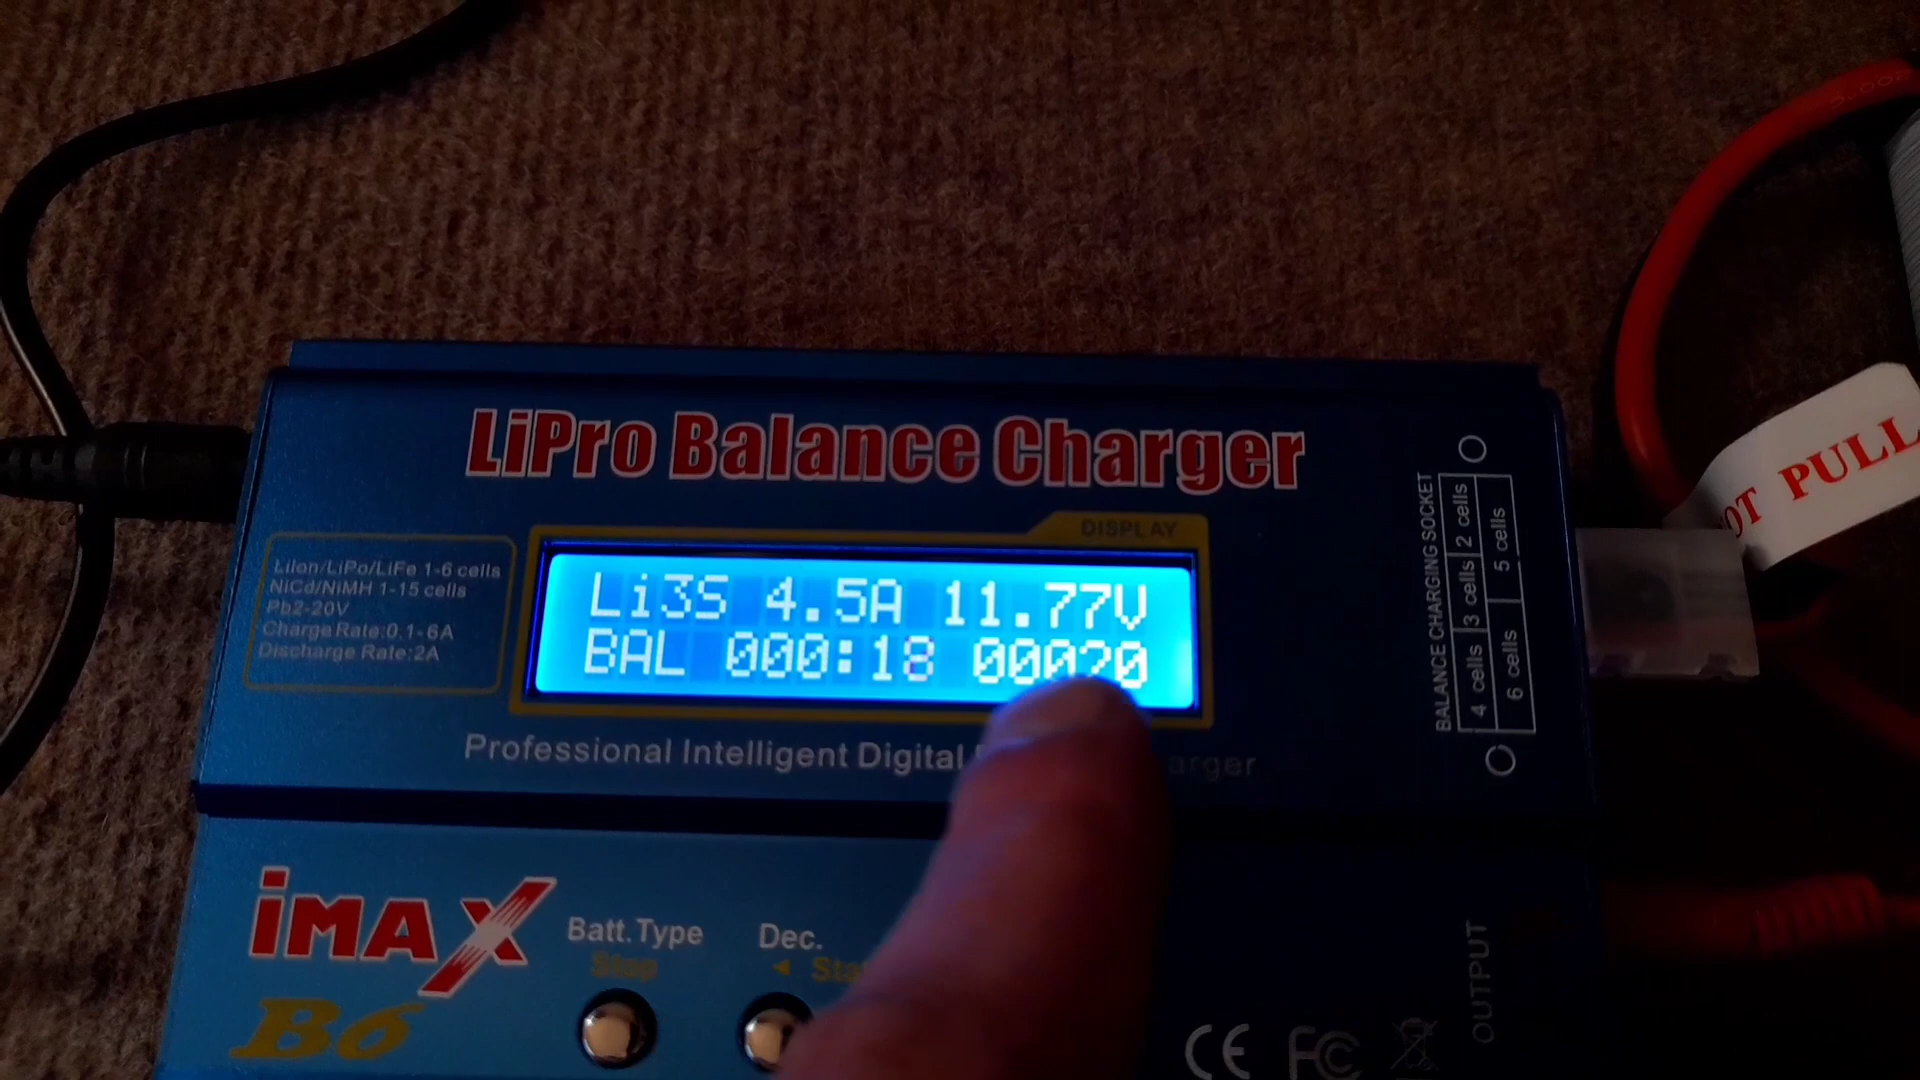 LiPro Balance Charger
DISPLAY
LiIon/LiPo/LiFe 1-6 cells
NiCd/NiMH 1-15 cells
Pb2-20V
Charge Rate:0.1-6A
Discharge Rate:2A
Li3S 4.5A 11.77V
BAL 000:18 00020
Professional Intelligent Digital
BALANCE CHARGING SOCKET
4 cells 3 cells 2 cells
6 cells 5 cells
PULL
iMAX
B6
Batt.Type
Stop
Dec.
OUTPUT
CE FC